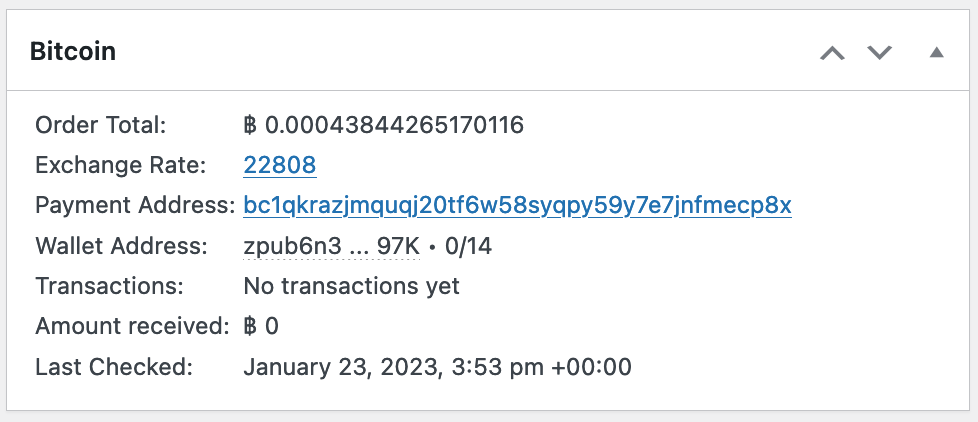 Bitcoin
Order Total: ฿ 0.00043844265170116
Exchange Rate: 22808
Payment Address: bc1qkrazjmquqj20tf6w58syqpy59y7e7jnfmecp8x
Wallet Address: zpub6n3 ... 97K • 0/14
Transactions: No transactions yet
Amount received: ฿ 0
Last Checked: January 23, 2023, 3:53 pm +00:00